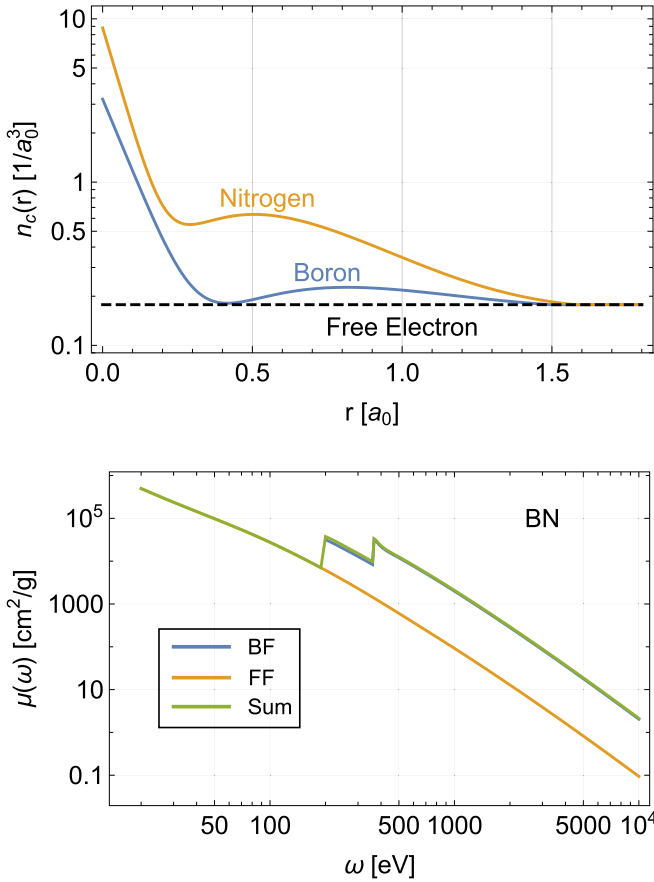 10
5
1
0.5
0.1
n_c(r) [1/a_0^3]
Nitrogen
Boron
Free Electron
0.0 0.5 1.0 1.5
r [a_0]
BN
10^5
1000
10
0.1
μ(ω) [cm^2/g]
BF
FF
Sum
50 100 500 1000 5000 10^4
ω [eV]